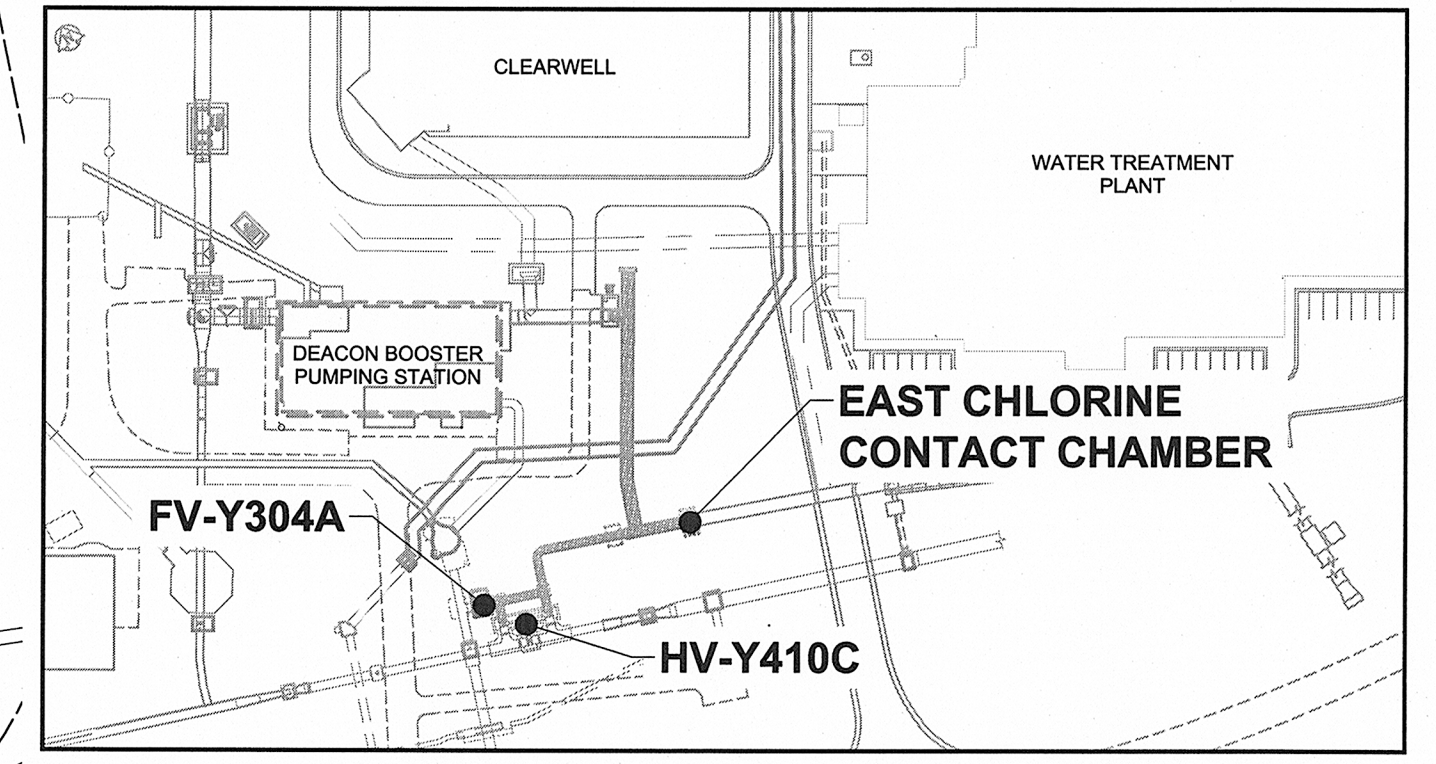 CLEARWELL
WATER TREATMENT
PLANT
DEACON BOOSTER
PUMPING STATION
EAST CHLORINE
CONTACT CHAMBER
FV-Y304A
HV-Y410C